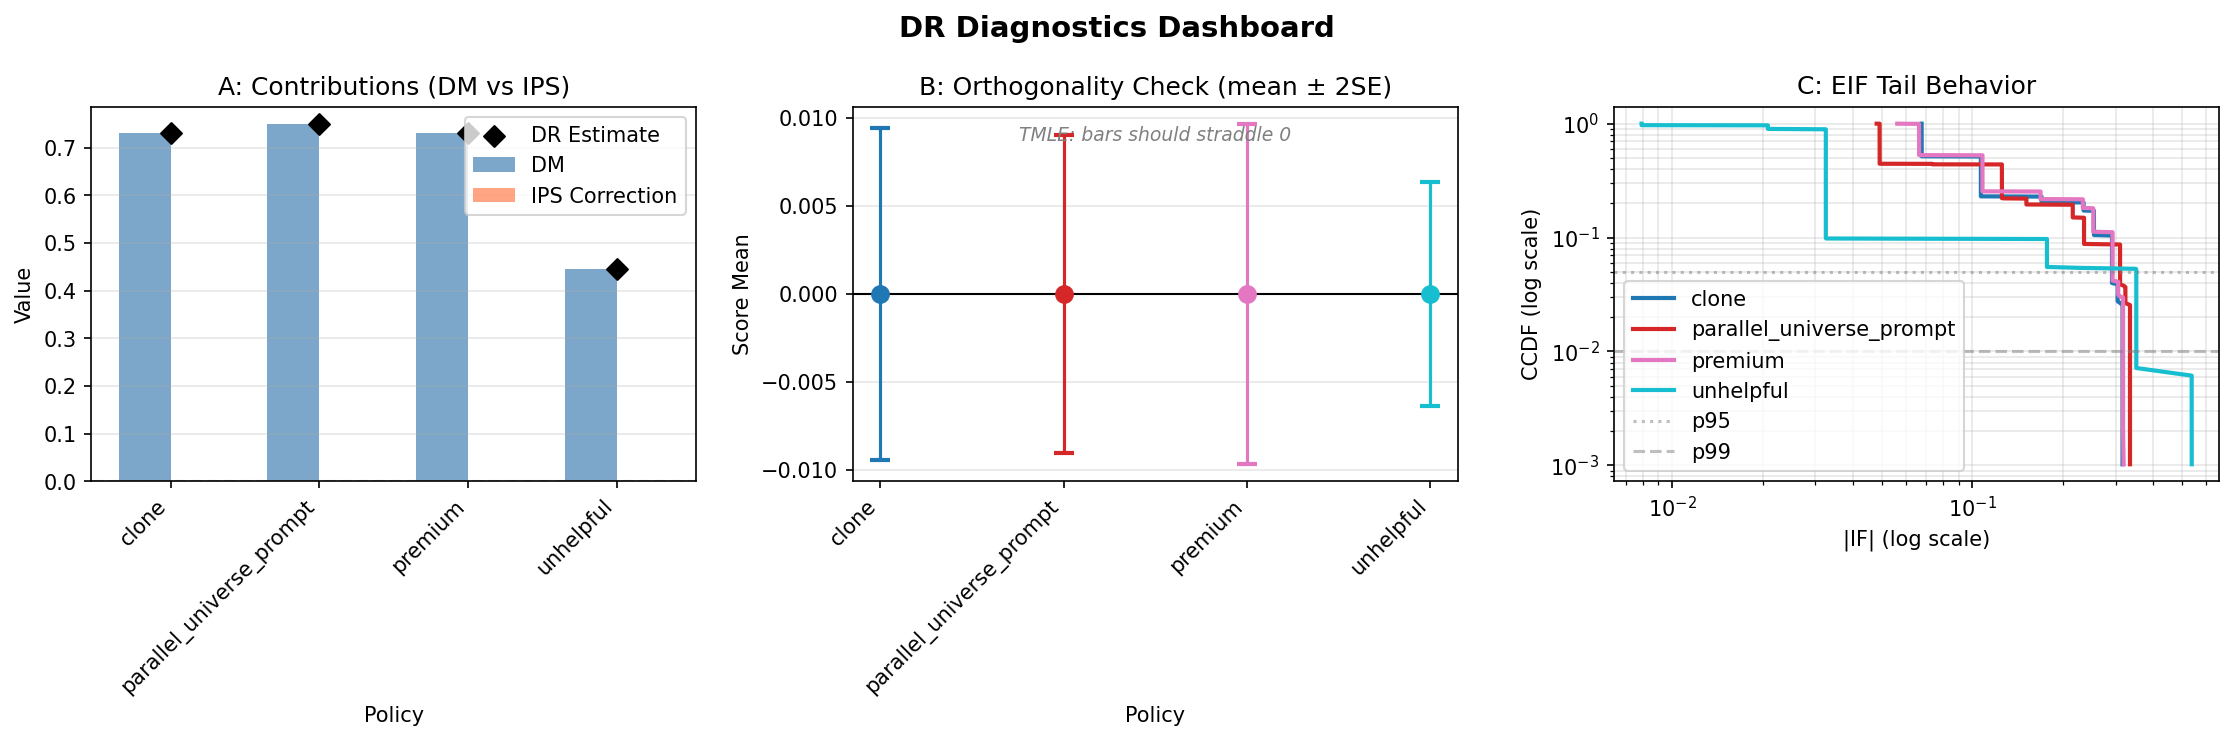 DR Diagnostics Dashboard
A: Contributions (DM vs IPS)
Value
0.7
0.6
0.5
0.4
0.3
0.2
0.1
0.0
DR Estimate
DM
IPS Correction
clone
parallel_universe_prompt
premium
unhelpful
Policy
B: Orthogonality Check (mean ± 2SE)
Score Mean
0.010
0.005
0.000
−0.005
−0.010
TMLE: bars should straddle 0
clone
parallel_universe_prompt
premium
unhelpful
Policy
C: EIF Tail Behavior
CCDF (log scale)
10⁰
10⁻¹
10⁻²
10⁻³
clone
parallel_universe_prompt
premium
unhelpful
p95
p99
10⁻²
10⁻¹
|IF| (log scale)